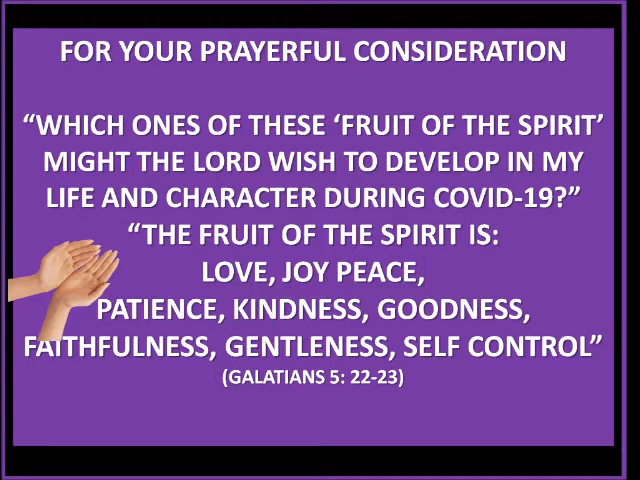 FOR YOUR PRAYERFUL CONSIDERATION
“WHICH ONES OF THESE ‘FRUIT OF THE SPIRIT’
MIGHT THE LORD WISH TO DEVELOP IN MY
LIFE AND CHARACTER DURING COVID-19?”
“THE FRUIT OF THE SPIRIT IS:
LOVE, JOY PEACE,
PATIENCE, KINDNESS, GOODNESS,
FAITHFULNESS, GENTLENESS, SELF CONTROL”
(GALATIANS 5: 22-23)